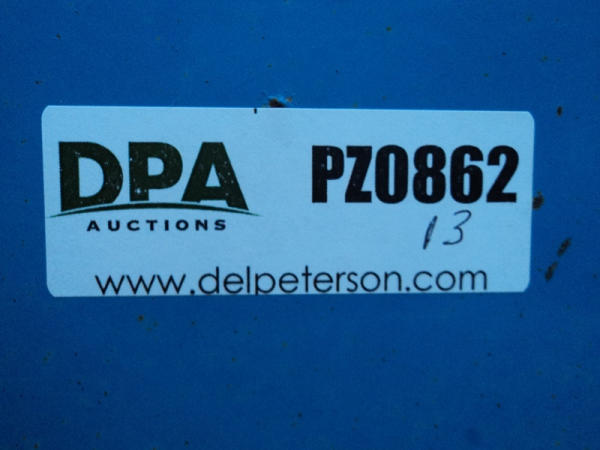 DPA
AUCTIONS
PZ0862
13
www.delpeterson.com